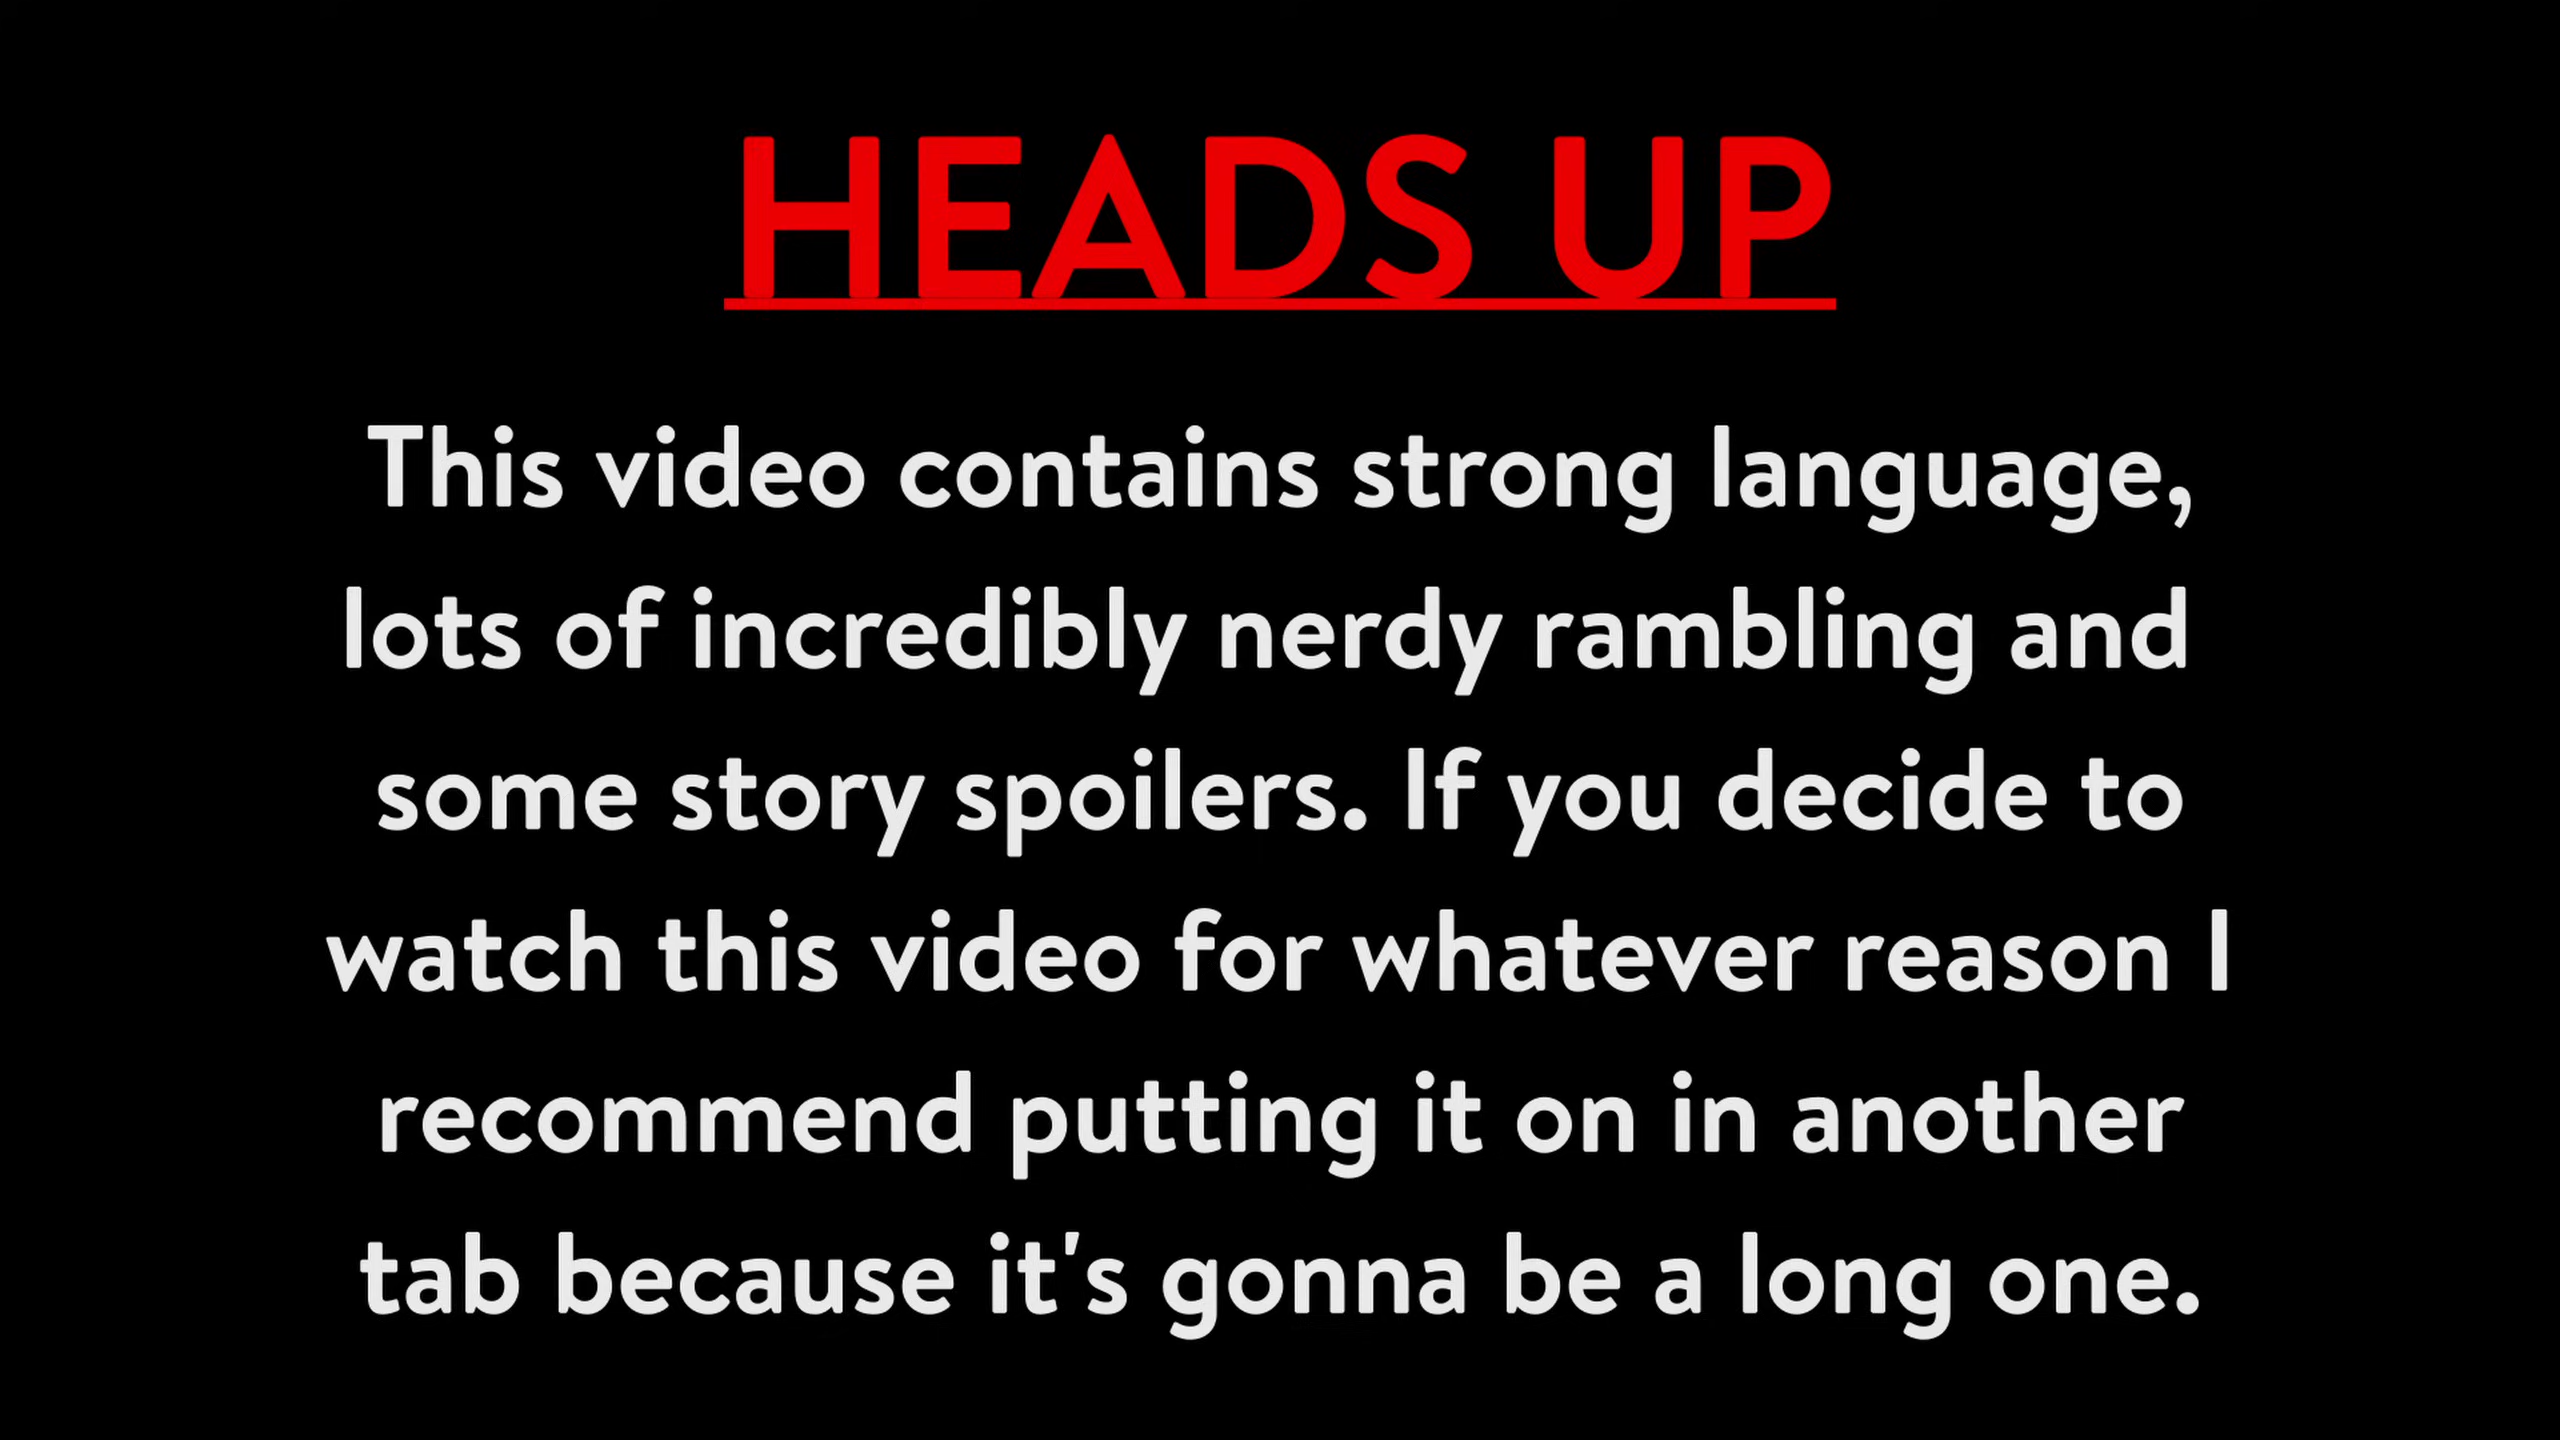 HEADS UP
This video contains strong language,
lots of incredibly nerdy rambling and
some story spoilers. If you decide to
watch this video for whatever reason I
recommend putting it on in another
tab because it's gonna be a long one.